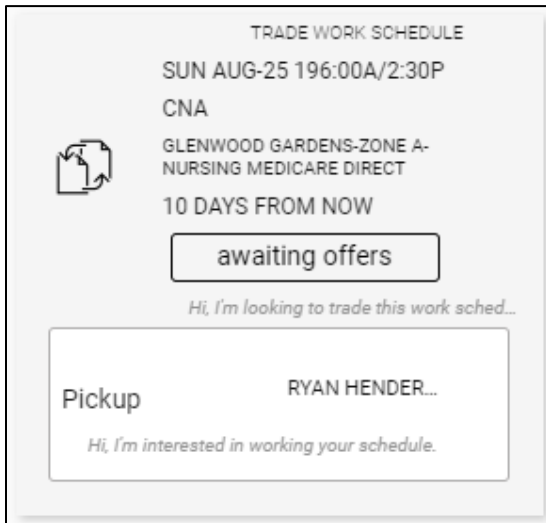 TRADE WORK SCHEDULE
SUN AUG-25 196:00A/2:30P
CNA
GLENWOOD GARDENS-ZONE A-
NURSING MEDICARE DIRECT
10 DAYS FROM NOW
awaiting offers
Hi, I'm looking to trade this work sched...
Pickup
RYAN HENDER...
Hi, I'm interested in working your schedule.